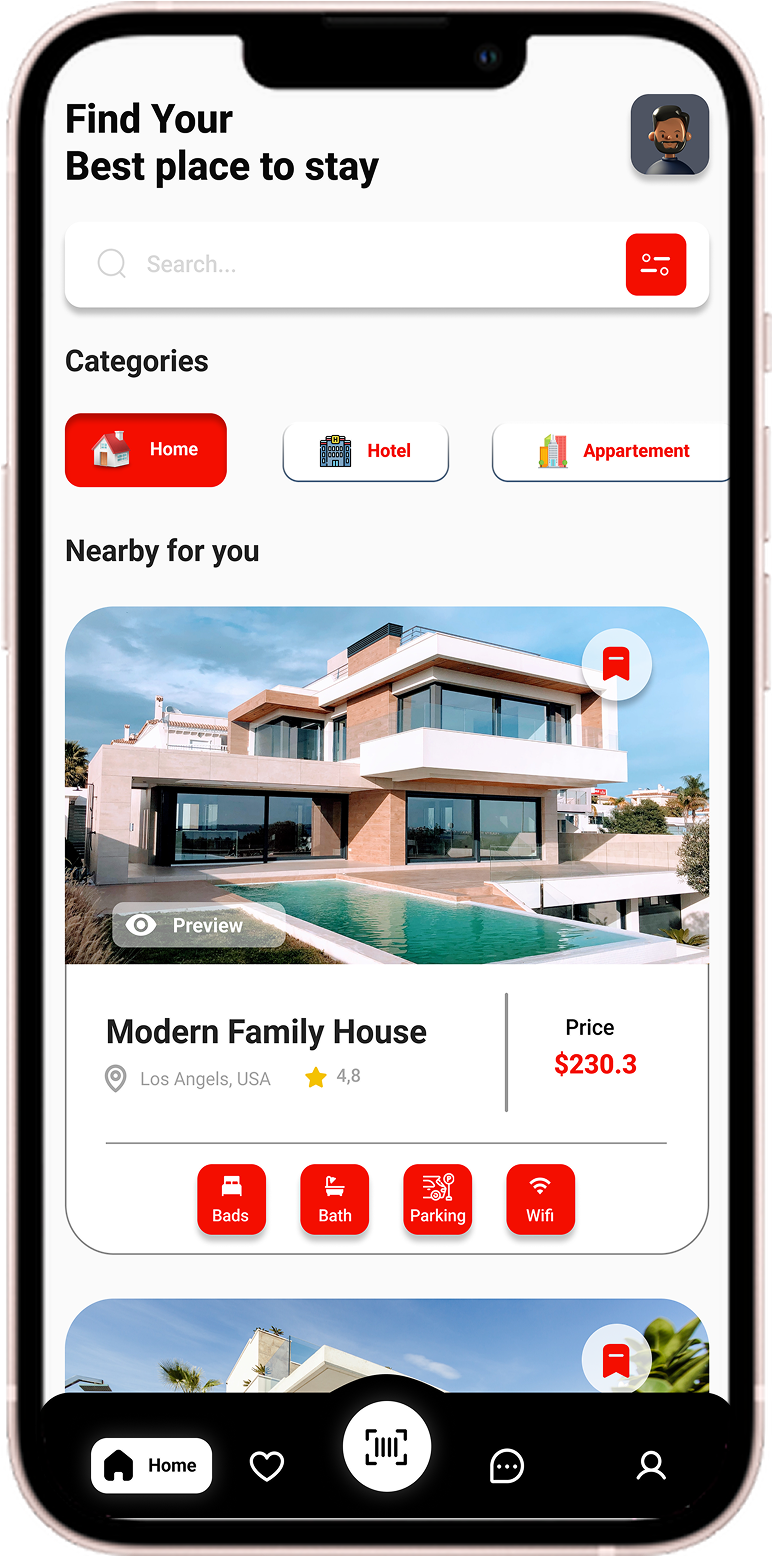 Find Your
Best place to stay
Search...
Categories
Home
Hotel
Appartement
Nearby for you
Preview
Modern Family House
Los Angels, USA
4,8
Price
$230.3
Bads
Bath
Parking
Wifi
Home